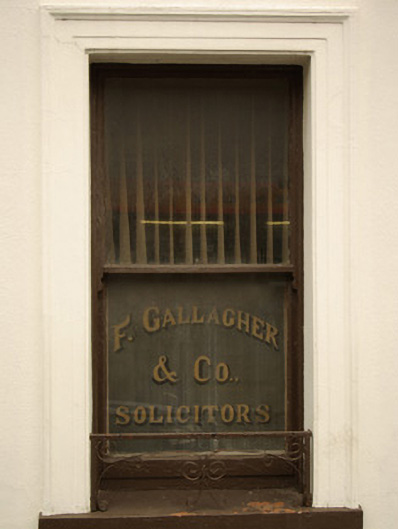 F. GALLAGHER
& Co.,
SOLICITORS